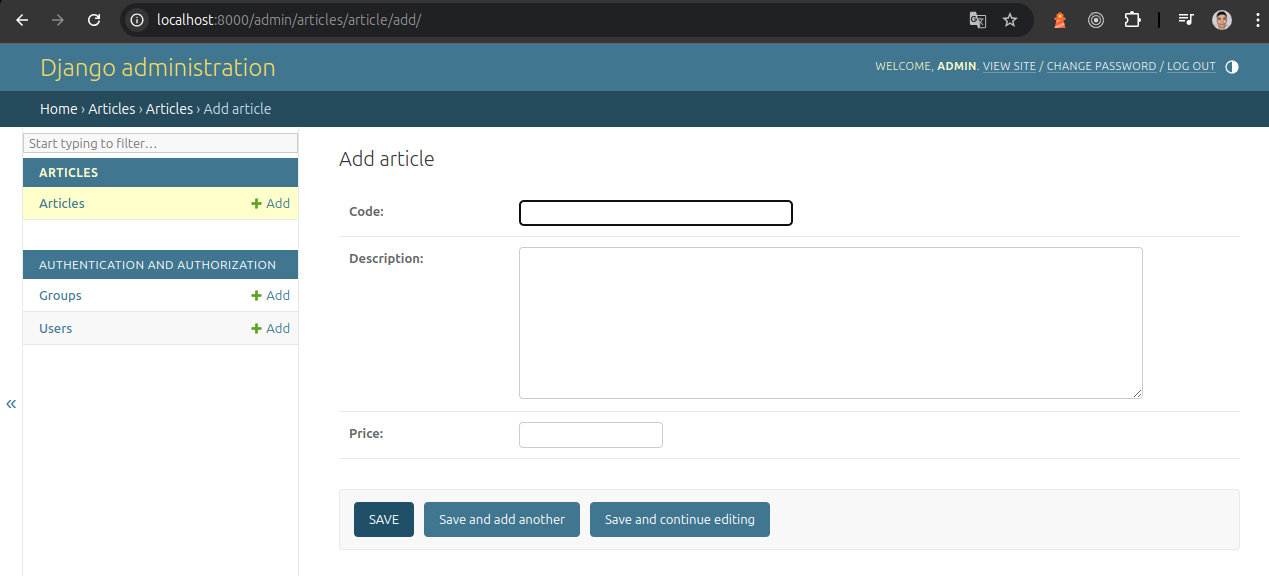 localhost:8000/admin/articles/article/add/
Django administration
WELCOME, ADMIN. VIEW SITE / CHANGE PASSWORD / LOG OUT
Home › Articles › Articles › Add article
Start typing to filter…
ARTICLES
Articles
Add
AUTHENTICATION AND AUTHORIZATION
Groups
Add
Users
Add
«
Add article
Code:
Description:
Price:
SAVE
Save and add another
Save and continue editing